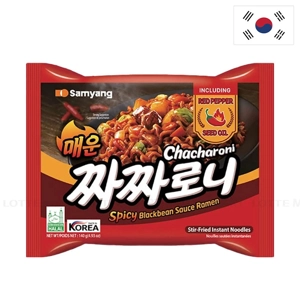 Samyang
INCLUDING
RED PEPPER
SEED OIL
매운
Chacharoni
짜짜로니
Spicy Blackbean Sauce Ramen
HALAL
KOREA
Stir-Fried Instant Noodles